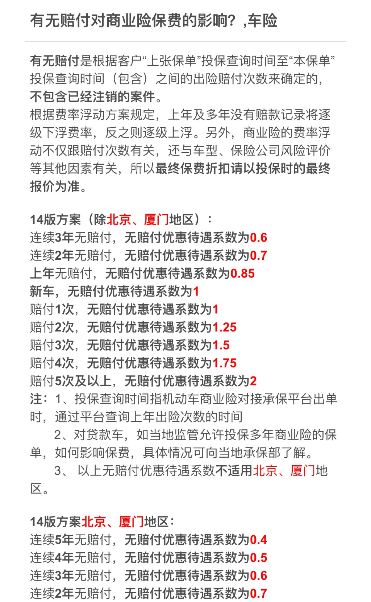 有无赔付对商业险保费的影响？,车险
有无赔付是根据客户“上张保单”投保查询时间至“本保单”
投保查询时间（包含）之间的出险赔付次数来确定的，
不包含已经注销的案件。
根据费率浮动方案规定，上年及多年没有赔款记录将逐
级下浮费率，反之则逐级上浮。另外，商业险的费率浮
动不仅跟赔付次数有关，还与车型、保险公司风险评价
等其他因素有关，所以最终保费折扣请以投保时的最终
报价为准。
14版方案（除北京、厦门地区）：
连续3年无赔付，无赔付优惠待遇系数为0.6
连续2年无赔付，无赔付优惠待遇系数为0.7
上年无赔付，无赔付优惠待遇系数为0.85
新车，无赔付优惠待遇系数为1
赔付1次，无赔付优惠待遇系数为1
赔付2次，无赔付优惠待遇系数为1.25
赔付3次，无赔付优惠待遇系数为1.5
赔付4次，无赔付优惠待遇系数为1.75
赔付5次及以上，无赔付优惠待遇系数为2
注：1、投保查询时间指机动车商业险对接承保平台出单
时，通过平台查询上年出险次数的时间
2、对贷款车，如当地监管允许投保多年商业险的保
单，如何影响保费，具体情况可向当地承保部了解。
3、 以上无赔付优惠待遇系数不适用北京、厦门地
区。
14版方案北京、厦门地区：
连续5年无赔付，无赔付优惠待遇系数为0.4
连续4年无赔付，无赔付优惠待遇系数为0.5
连续3年无赔付，无赔付优惠待遇系数为0.6
连续2年无赔付，无赔付优惠待遇系数为0.7